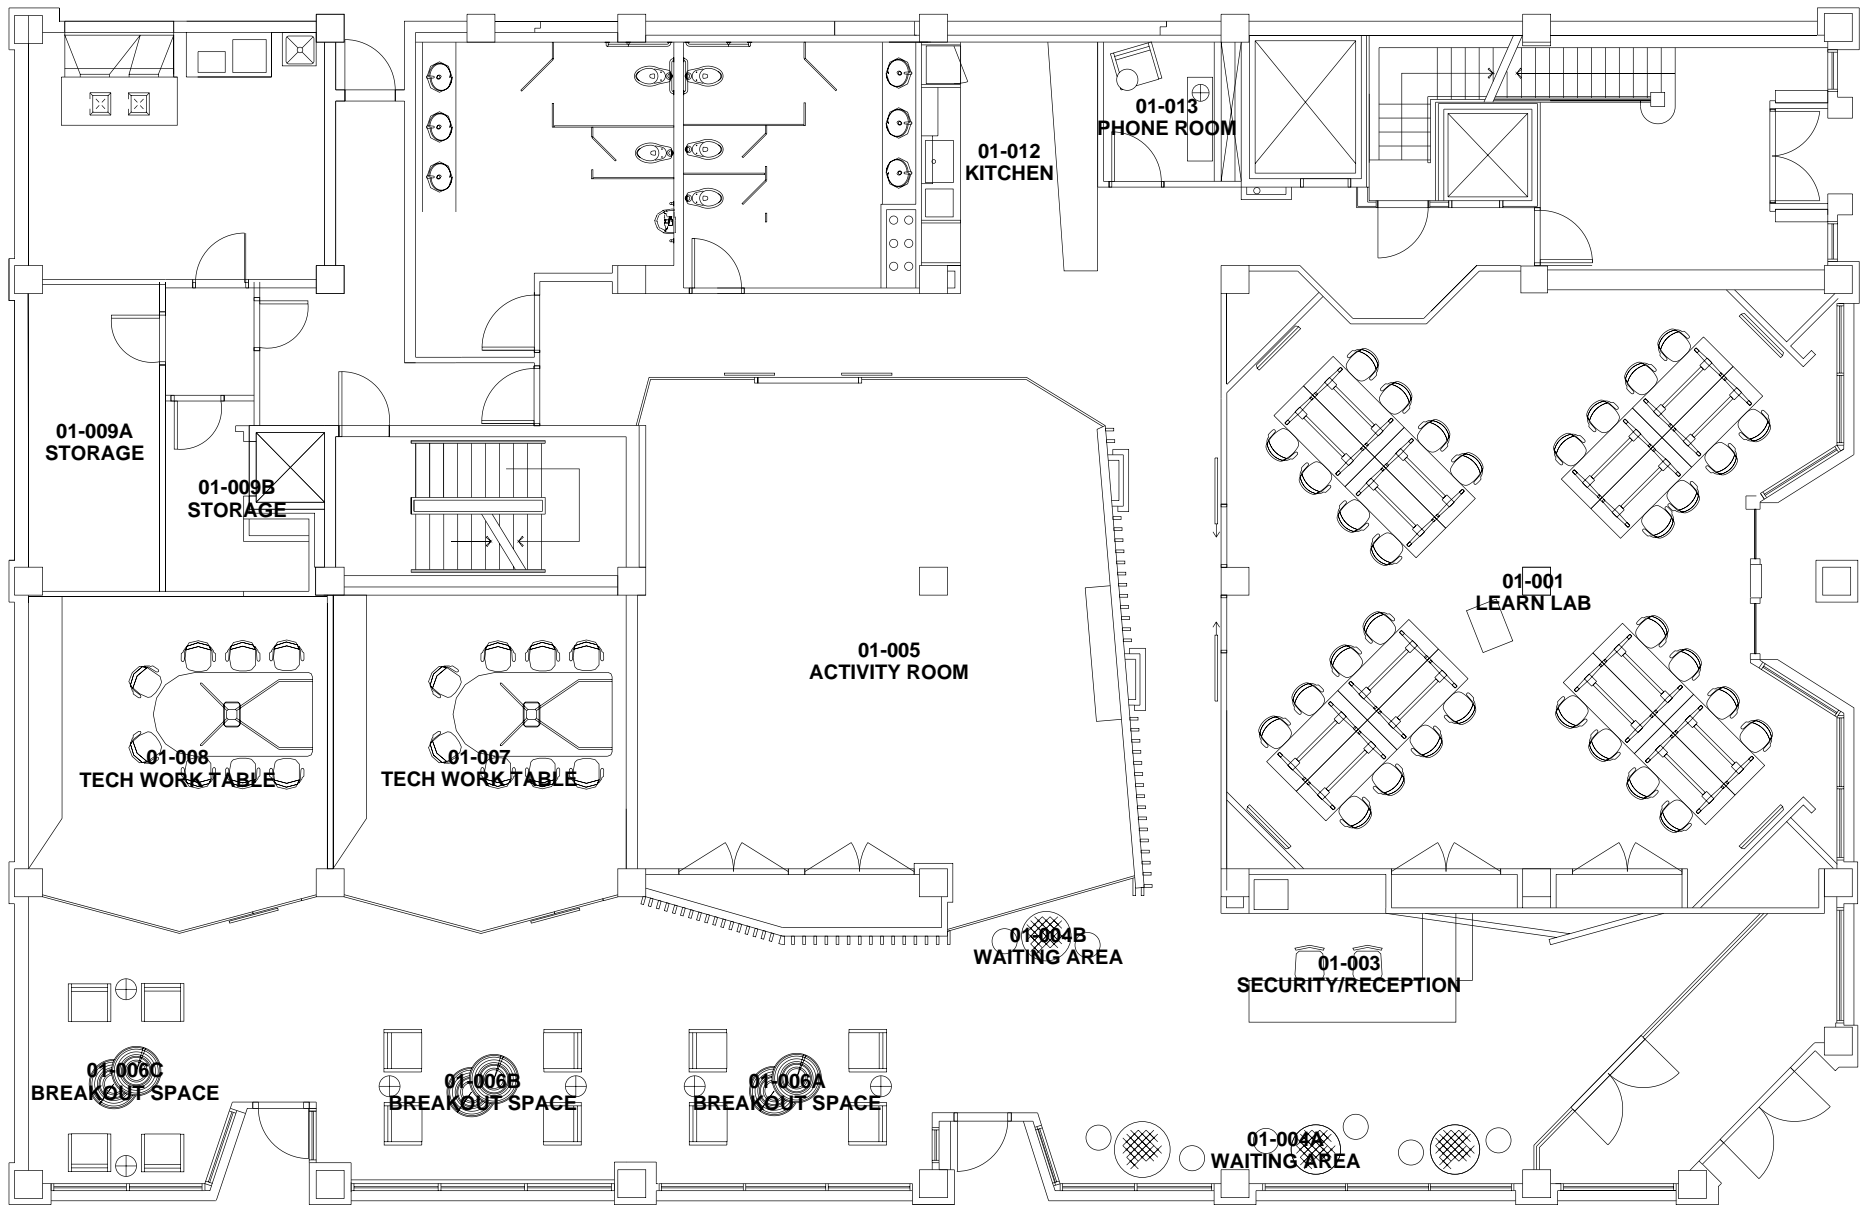 01-013
PHONE ROOM
01-012
KITCHEN
01-009A
STORAGE
01-009B
STORAGE
01-001
LEARN LAB
01-005
ACTIVITY ROOM
01-008
TECH WORK TABLE
01-007
TECH WORK TABLE
01-004B
WAITING AREA
01-003
SECURITY/RECEPTION
01-006C
BREAKOUT SPACE
01-006B
BREAKOUT SPACE
01-006A
BREAKOUT SPACE
01-004A
WAITING AREA